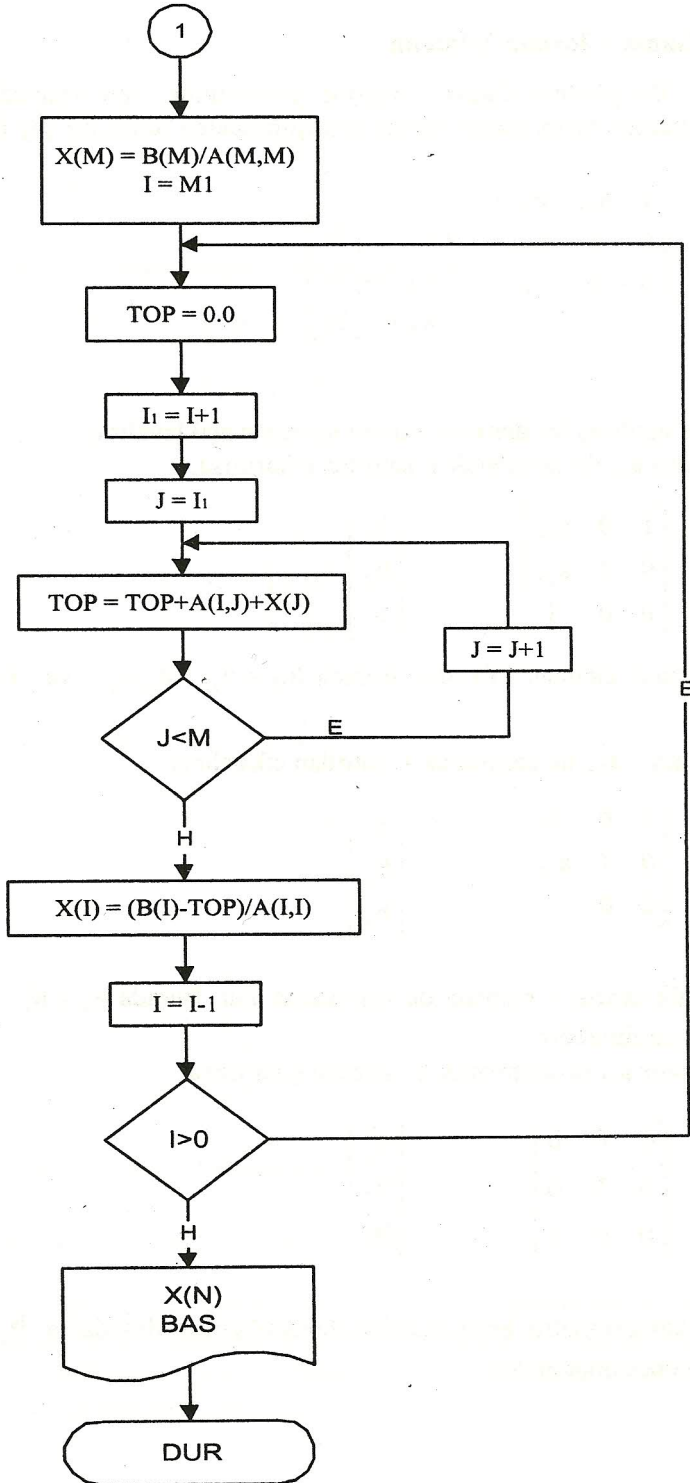 1
X(M) = B(M)/A(M,M)
I = M1
TOP = 0.0
I₁ = I+1
J = I₁
TOP = TOP+A(I,J)+X(J)
J = J+1
J<M
E
E
H
X(I) = (B(I)-TOP)/A(I,I)
I = I-1
I>0
H
X(N)
BAS
DUR